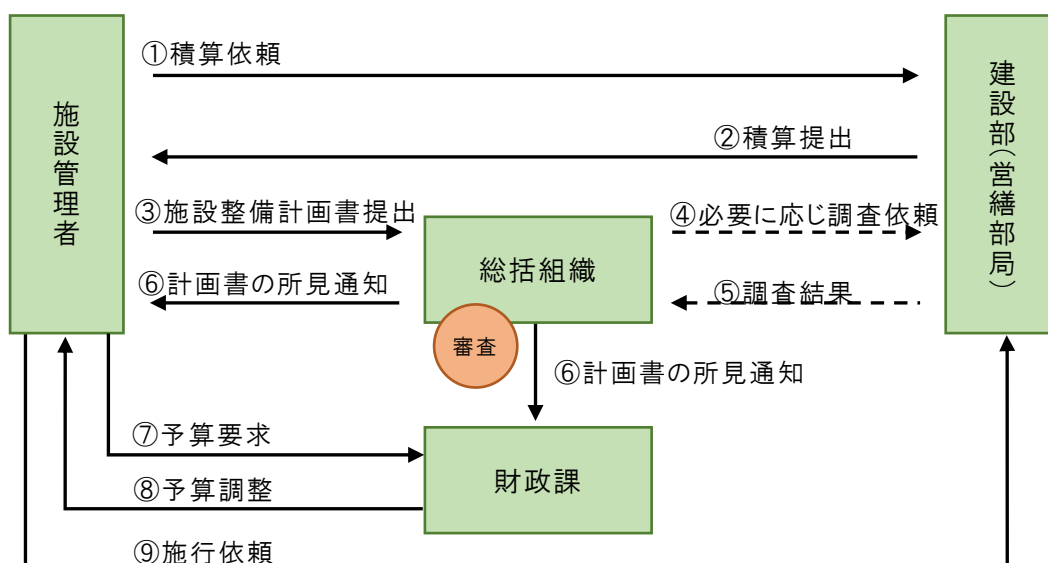 ①積算依頼
施設管理者
建設部（営繕部局）
②積算提出
③施設整備計画書提出
④必要に応じ調査依頼
総括組織
⑥計画書の所見通知
⑤調査結果
審査
⑥計画書の所見通知
⑦予算要求
財政課
⑧予算調整
⑨施行依頼